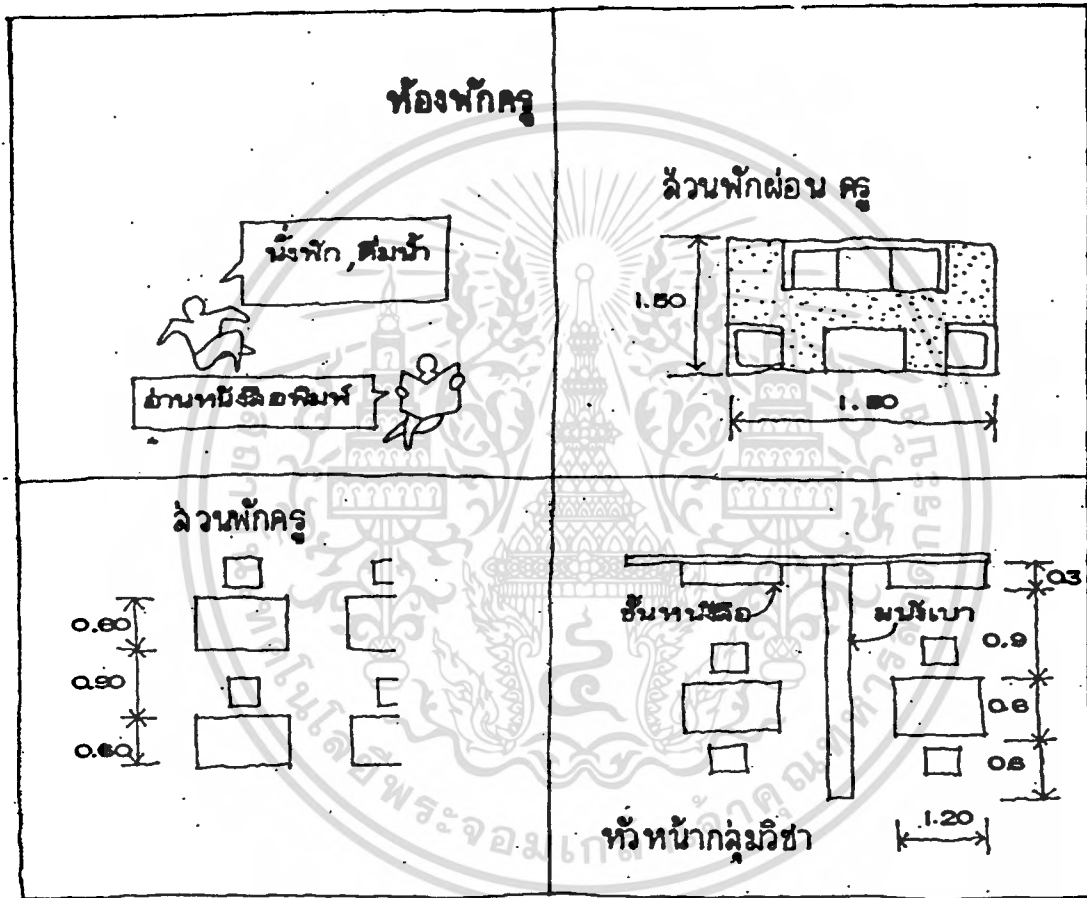 ห้องพักครู
นั่งพัก, ดื่มน้ำ
อ่านหนังสือพิมพ์
ส่วนพักผ่อน ครู
1.50
1.80
ส่วนพักครู
0.60
0.90
0.60
ชั้นหนังสือ
ผนังเบา
0.3
0.9
0.6
0.6
1.20
หัวหน้ากลุ่มวิชา